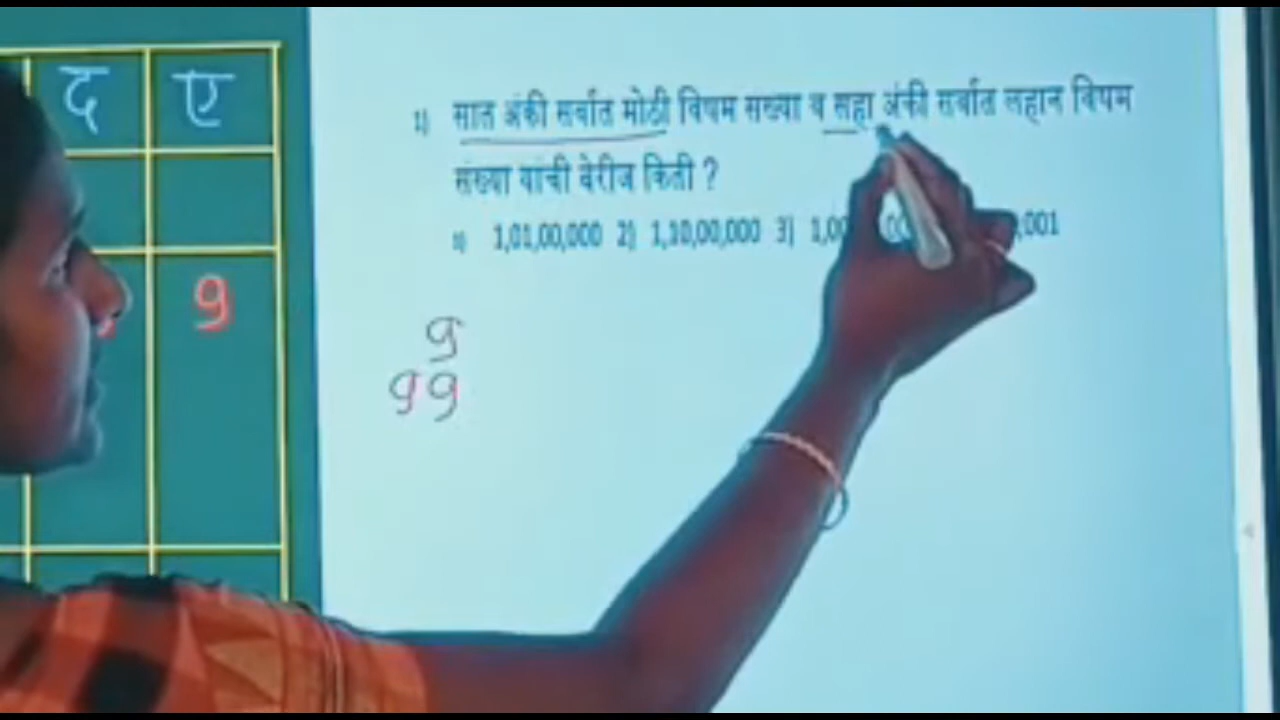 द ए
9
1) सात अंकी सर्वात मोठी विषम संख्या व सहा अंकी सर्वात लहान विषम
संख्या यांची बेरीज किती ?
1) 1,01,00,000 2) 1,10,00,000 3) 1,00
9
99